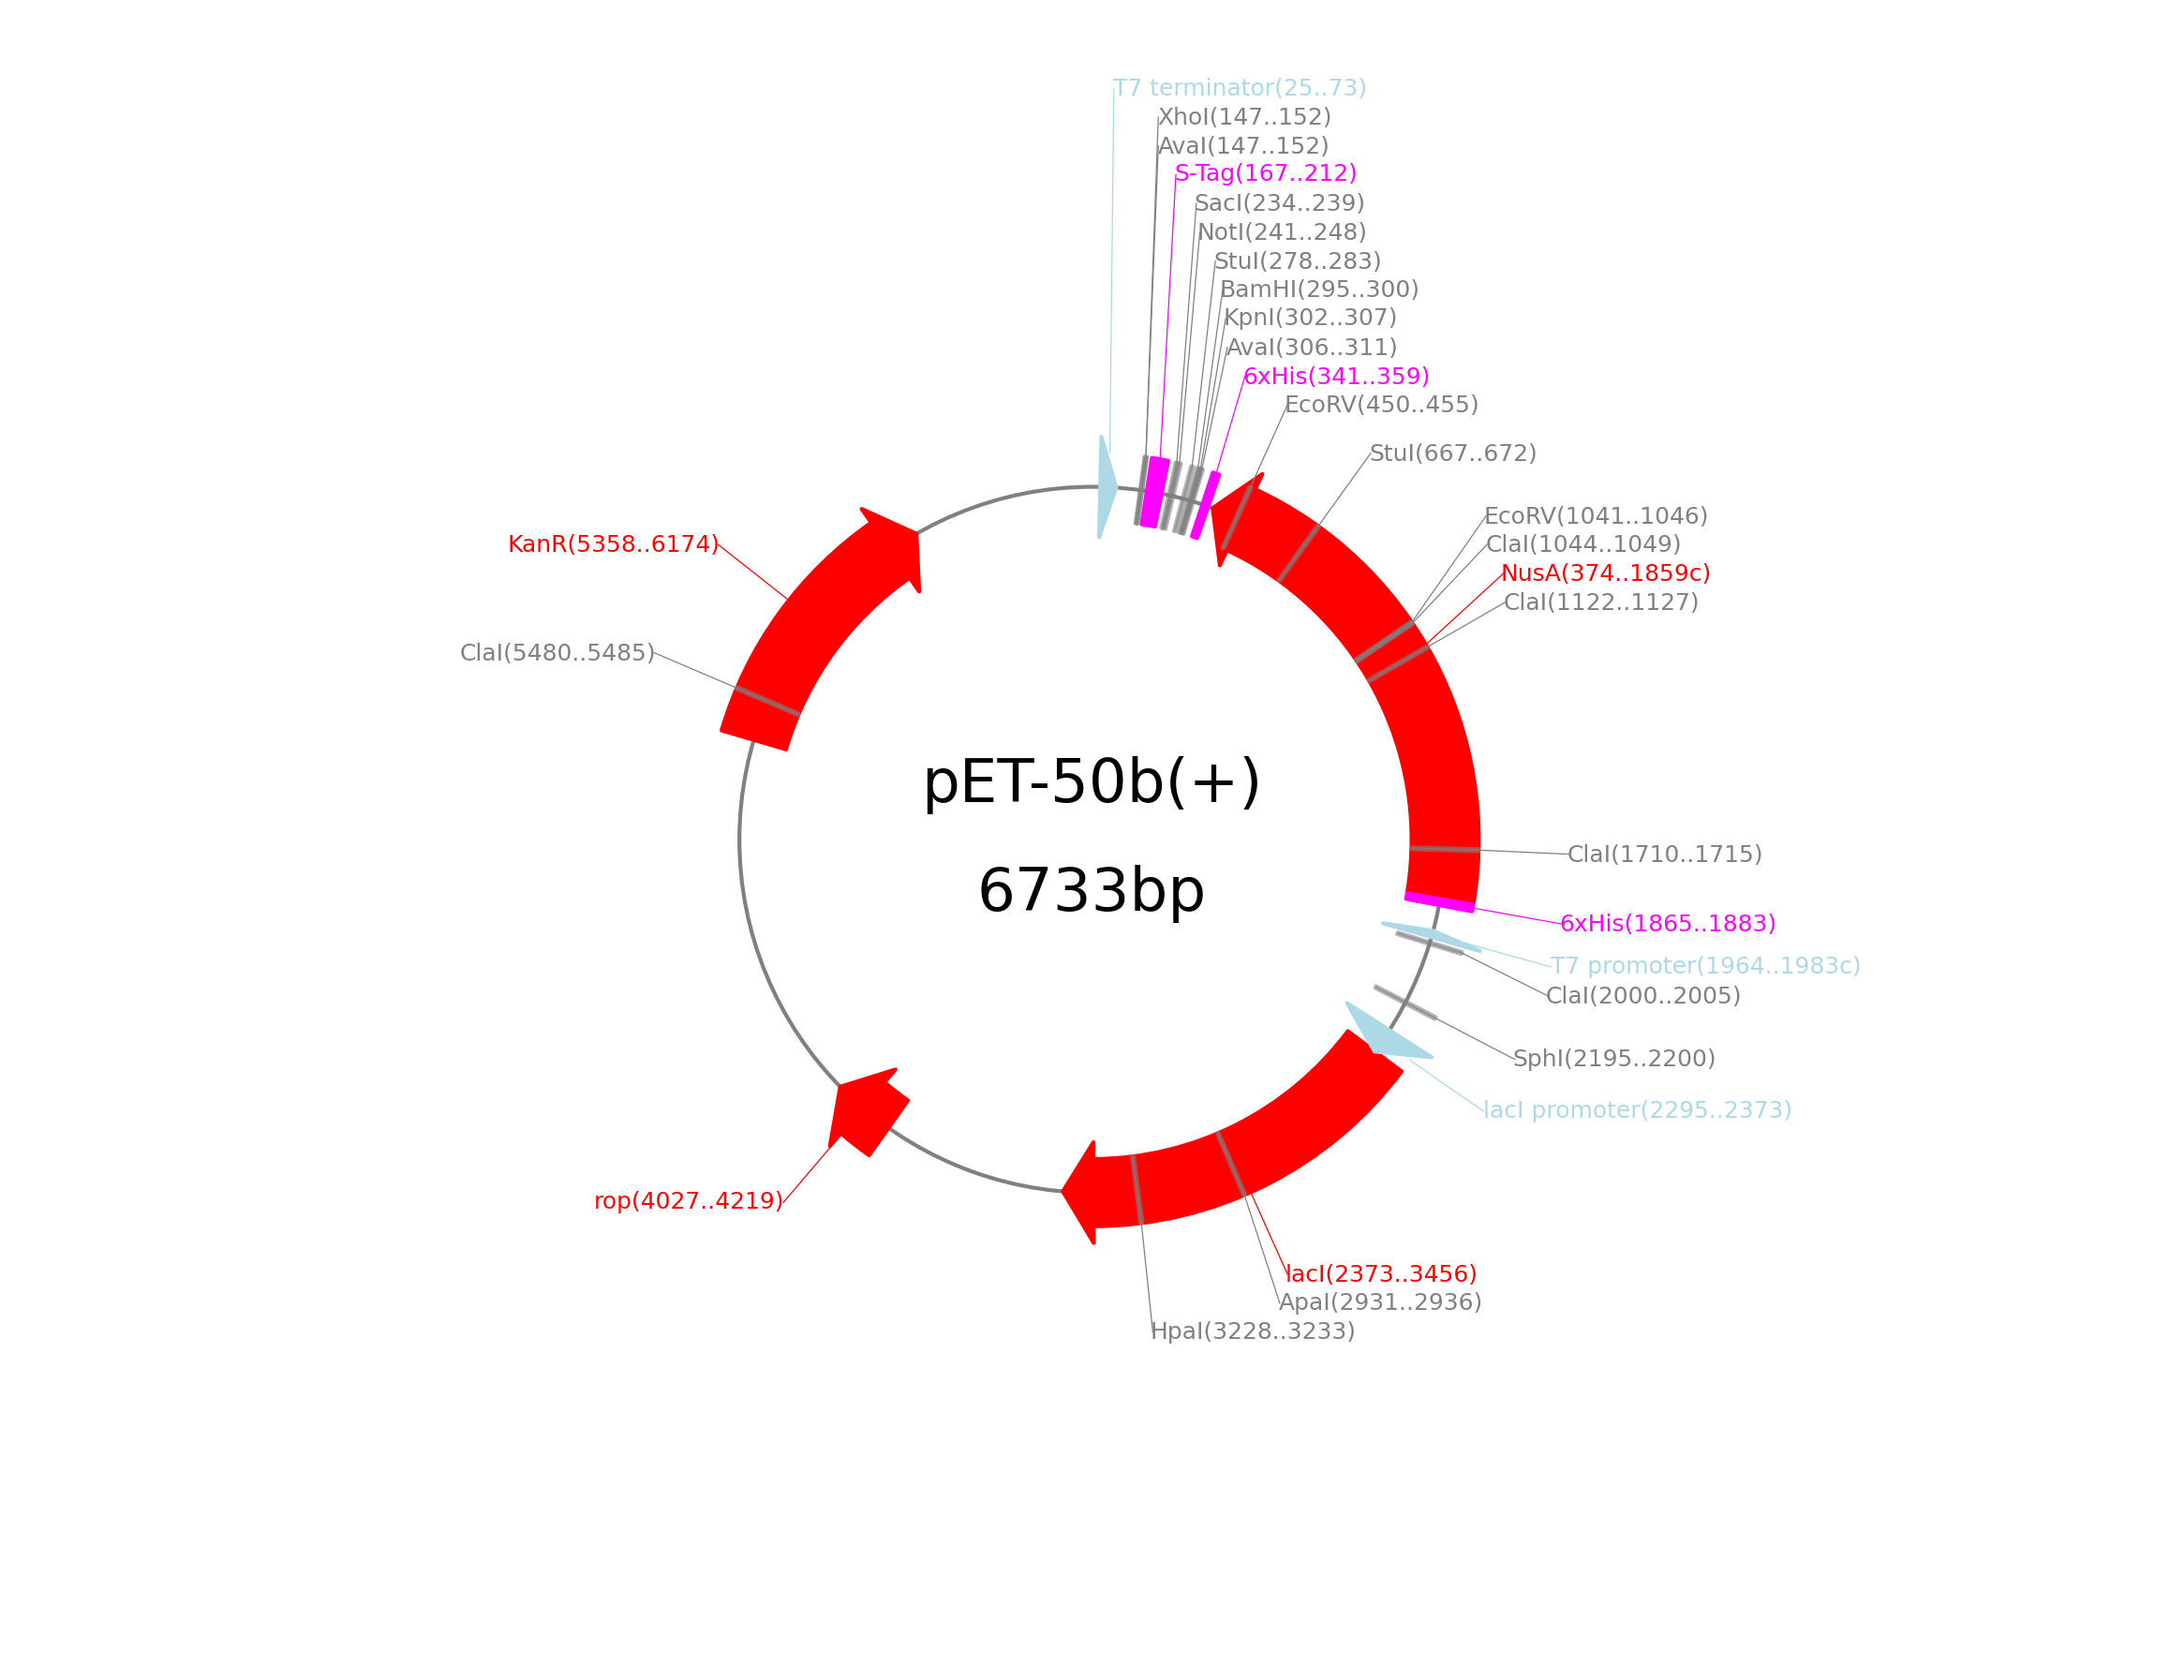 T7 terminator(25..73)
XhoI(147..152)
AvaI(147..152)
S-Tag(167..212)
SacI(234..239)
NotI(241..248)
StuI(278..283)
BamHI(295..300)
KpnI(302..307)
AvaI(306..311)
6xHis(341..359)
EcoRV(450..455)
StuI(667..672)
EcoRV(1041..1046)
ClaI(1044..1049)
NusA(374..1859c)
ClaI(1122..1127)
KanR(5358..6174)
ClaI(5480..5485)
pET-50b(+)
6733bp
ClaI(1710..1715)
6xHis(1865..1883)
T7 promoter(1964..1983c)
ClaI(2000..2005)
SphI(2195..2200)
lacI promoter(2295..2373)
rop(4027..4219)
lacI(2373..3456)
ApaI(2931..2936)
HpaI(3228..3233)